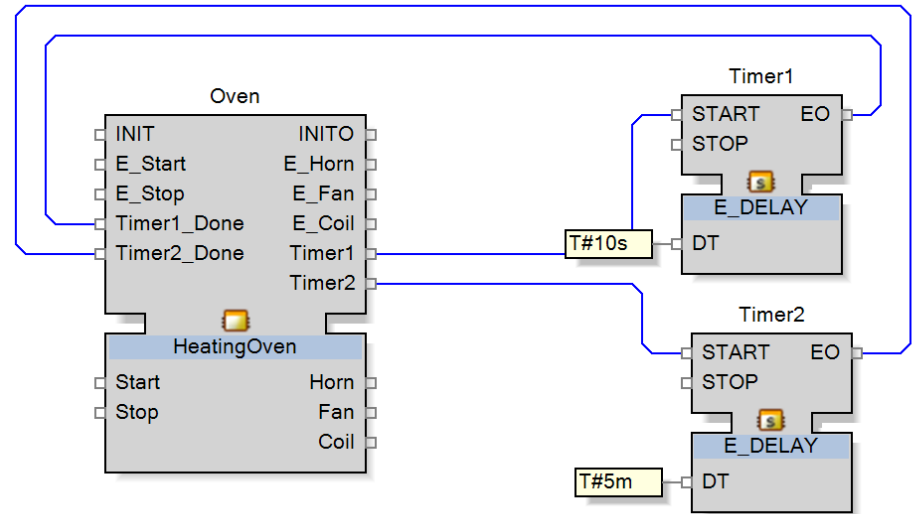 Timer1
Oven
START EO
INIT INITO
STOP
E_Start E_Horn
E_Stop E_Fan
E_DELAY
Timer1_Done E_Coil
T#10s DT
Timer2_Done Timer1
Timer2
Timer2
HeatingOven
START EO
Start Horn
STOP
Stop Fan
Coil
E_DELAY
T#5m DT